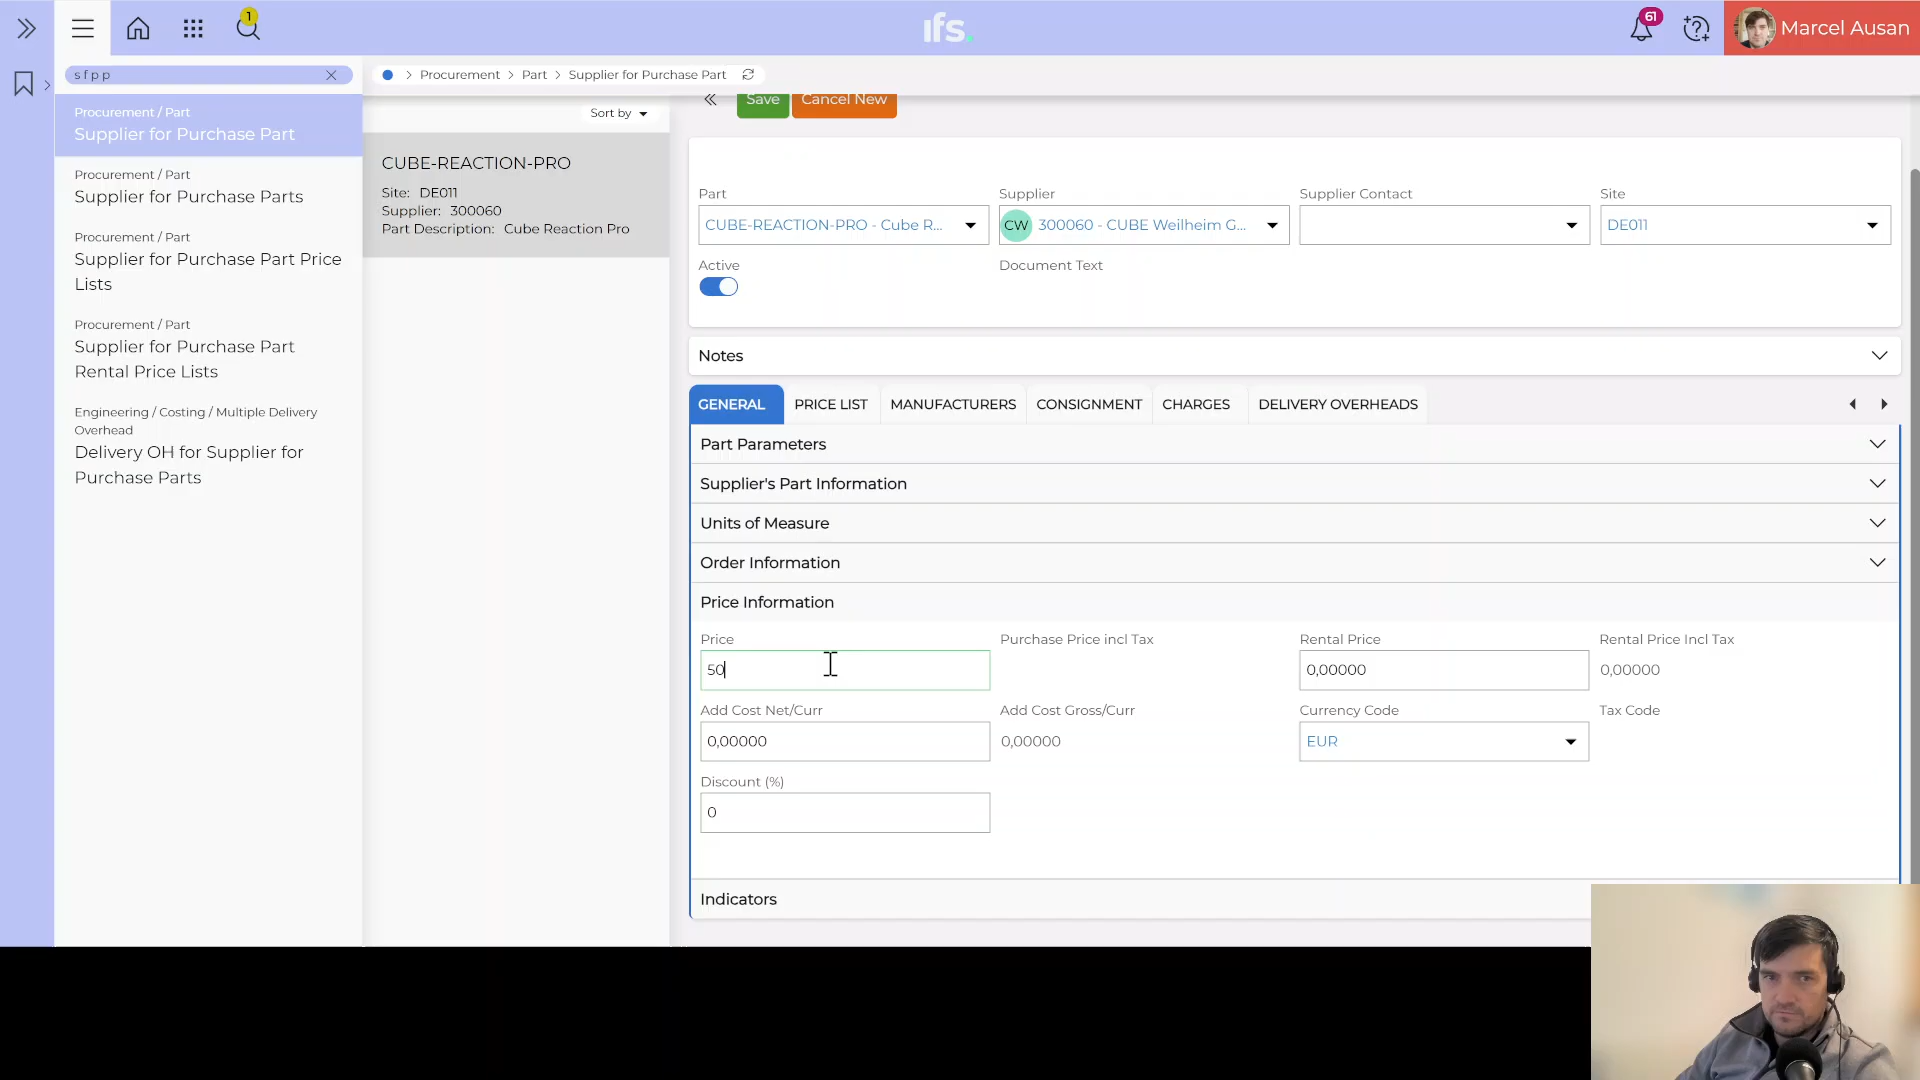 1
ifs.
61
Marcel Ausan
s f p p
Procurement
Part
Supplier for Purchase Part
Procurement / Part
Supplier for Purchase Part
Procurement / Part
Supplier for Purchase Parts
Procurement / Part
Supplier for Purchase Part Price
Lists
Procurement / Part
Supplier for Purchase Part
Rental Price Lists
Engineering / Costing / Multiple Delivery
Overhead
Delivery OH for Supplier for
Purchase Parts
Sort by
CUBE-REACTION-PRO
Site: DE011
Supplier: 300060
Part Description: Cube Reaction Pro
Save
Cancel New
Part
Supplier
Supplier Contact
Site
CUBE-REACTION-PRO - Cube R...
CW
300060 - CUBE Weilheim G...
DE011
Active
Document Text
Notes
GENERAL
PRICE LIST
MANUFACTURERS
CONSIGNMENT
CHARGES
DELIVERY OVERHEADS
Part Parameters
Supplier's Part Information
Units of Measure
Order Information
Price Information
Price
Purchase Price incl Tax
Rental Price
Rental Price Incl Tax
50
0,00000
0,00000
Add Cost Net/Curr
Add Cost Gross/Curr
Currency Code
Tax Code
0,00000
0,00000
EUR
Discount (%)
0
Indicators